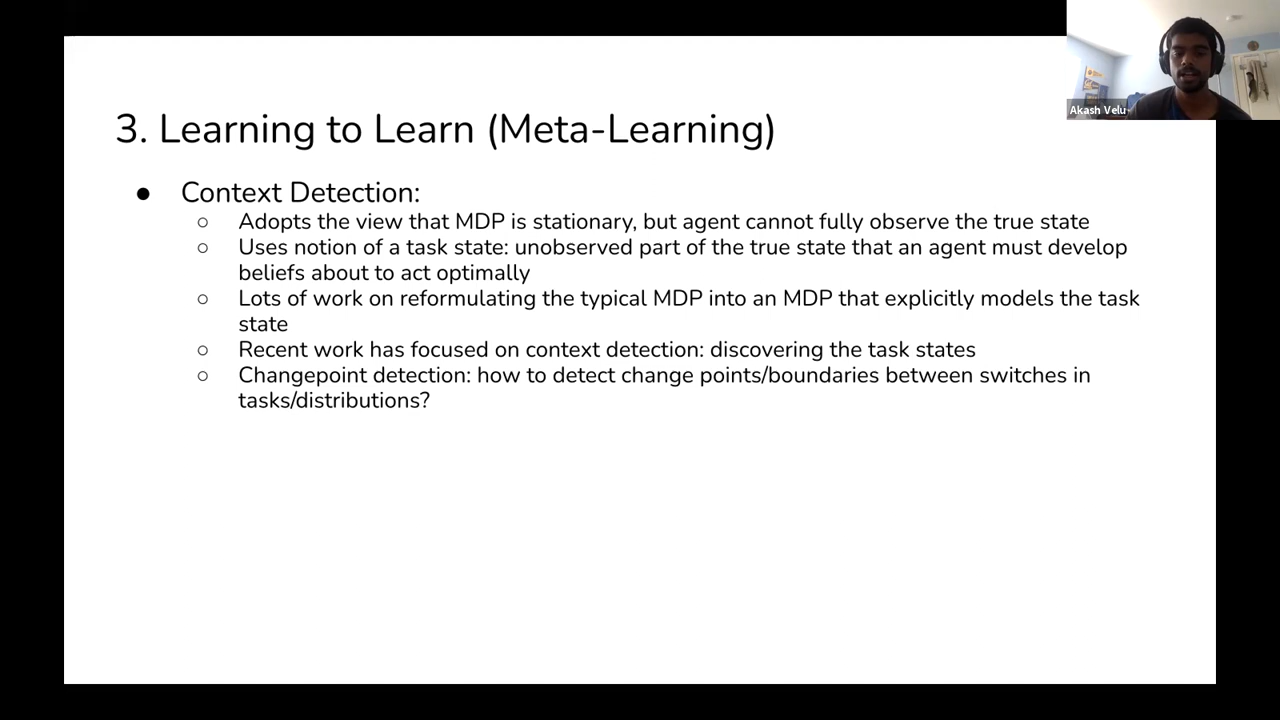 Akash Velu
3. Learning to Learn (Meta-Learning)
● Context Detection:
○ Adopts the view that MDP is stationary, but agent cannot fully observe the true state
○ Uses notion of a task state: unobserved part of the true state that an agent must develop
beliefs about to act optimally
○ Lots of work on reformulating the typical MDP into an MDP that explicitly models the task
state
○ Recent work has focused on context detection: discovering the task states
○ Changepoint detection: how to detect change points/boundaries between switches in
tasks/distributions?